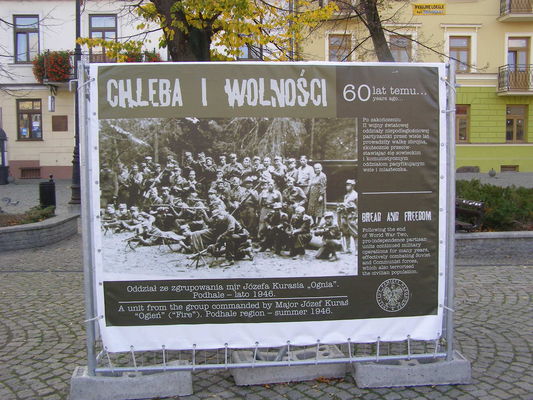 WYNAJMĘ LOKALE
CHLEBA I WOLNOŚCI
60 lat temu...
years ago...
Po zakończeniu
II wojny światowej
oddziały niepodległościowej
partyzantki przez wiele lat
prowadziły walkę zbrojną,
skutecznie przeciw-
stawiając się sowieckim
i komunistycznym
oddziałom pacyfikującym
wsie i miasteczka.
BREAD AND FREEDOM
Following the end
of World War Two,
pro-independence partisan
units continued military
operations for many years,
effectively combating Soviet
and Communist forces,
which also terrorised
the civilian population.
Oddział ze zgrupowania mjr Józefa Kurasia „Ognia”.
Podhale – lato 1946.
A unit from the group commanded by Major Józef Kuraś
“Ogień” (“Fire”). Podhale region – summer 1946.